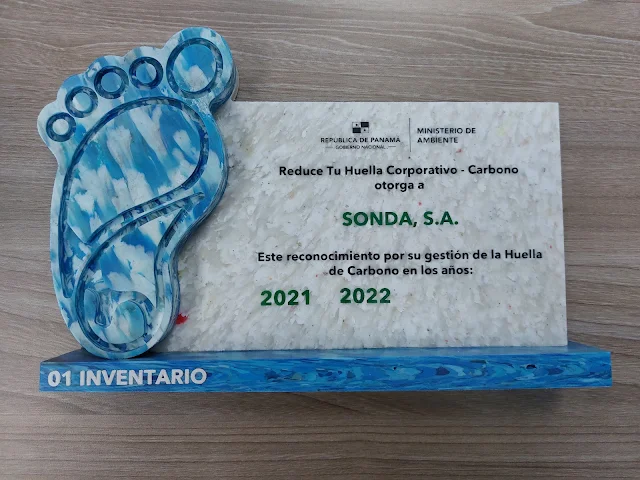 REPÚBLICA DE PANAMÁ
— GOBIERNO NACIONAL —
MINISTERIO DE
AMBIENTE
Reduce Tu Huella Corporativo - Carbono
otorga a
SONDA, S.A.
Este reconocimiento por su gestión de la Huella
de Carbono en los años:
2021 2022
01 INVENTARIO